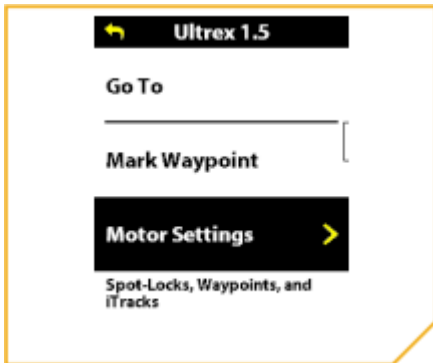 Ultrex 1.5
Go To
Mark Waypoint
Motor Settings
Spot-Locks, Waypoints, and
iTracks